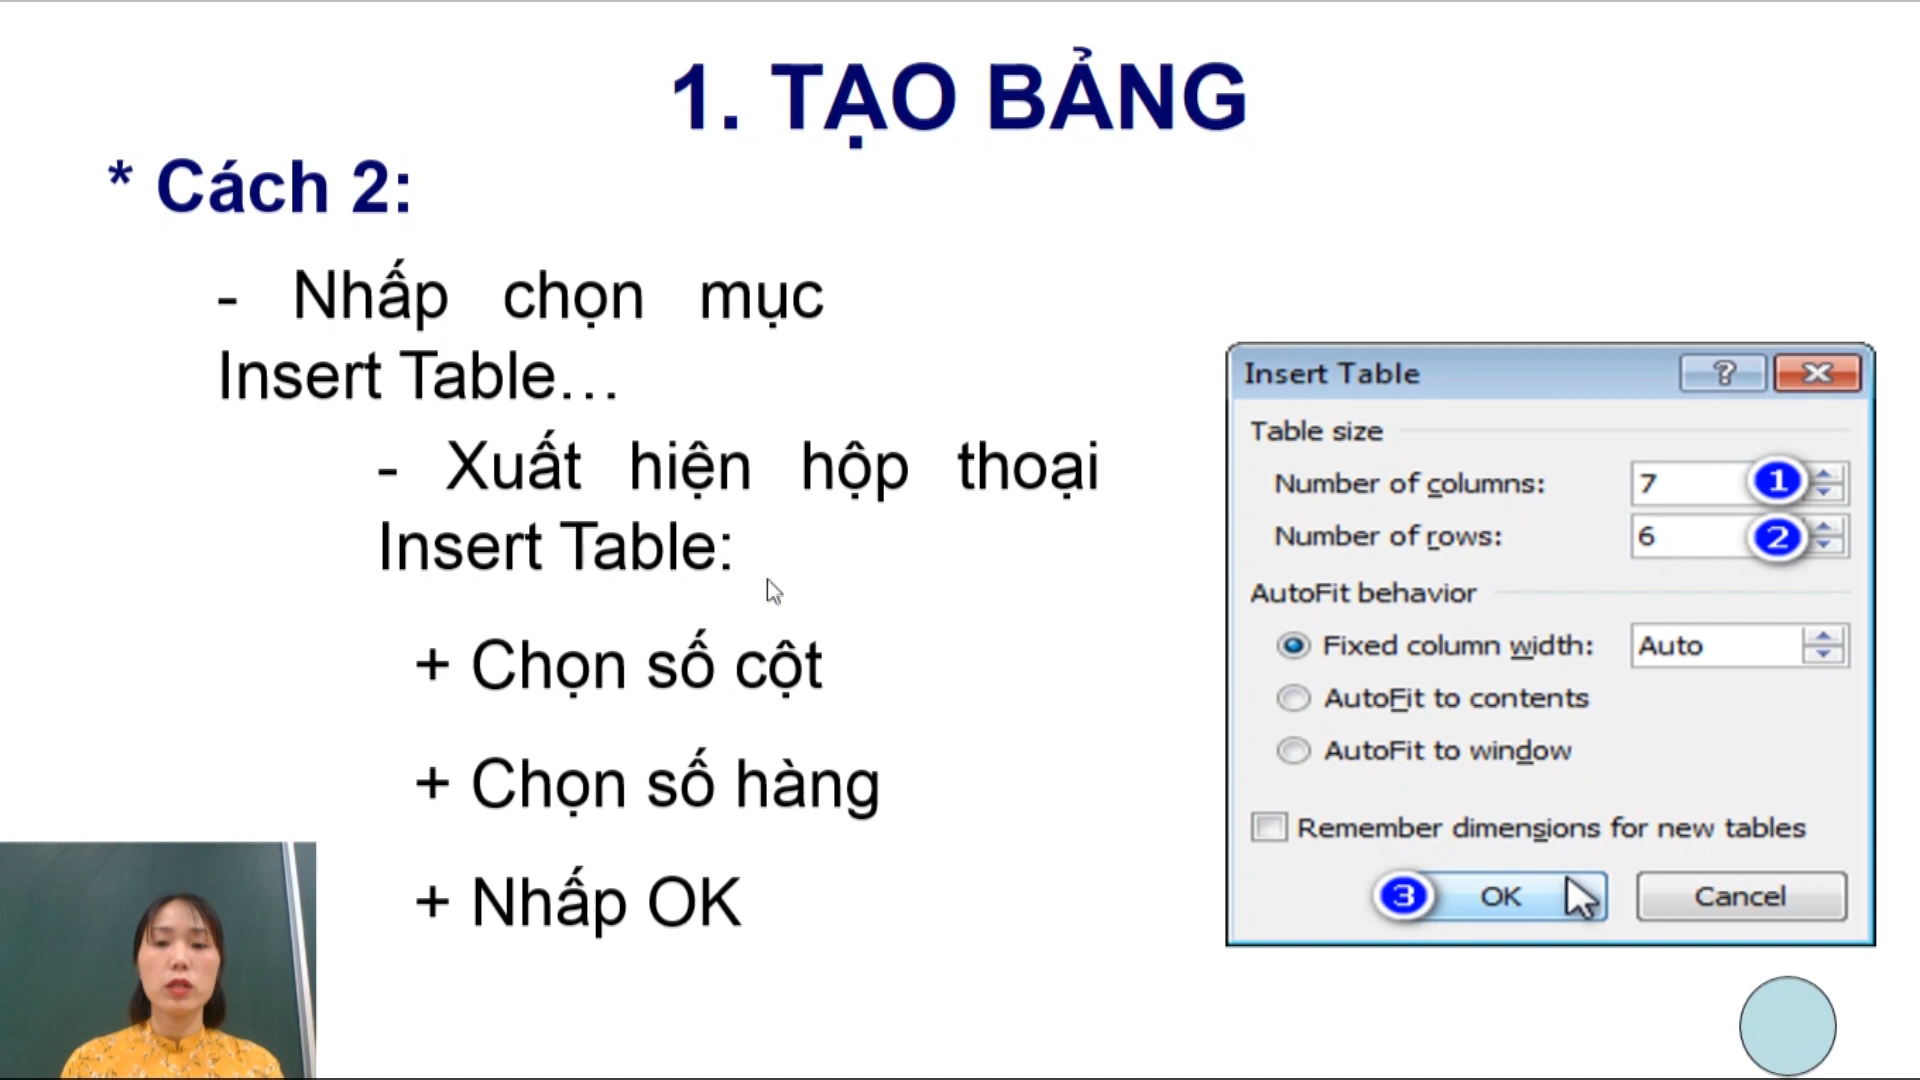 1. TẠO BẢNG
* Cách 2:
- Nhấp chọn mục
Insert Table…
- Xuất hiện hộp thoại
Insert Table:
+ Chọn số cột
+ Chọn số hàng
+ Nhấp OK
Insert Table
Table size
Number of columns: 7 1
Number of rows: 6 2
AutoFit behavior
Fixed column width: Auto
AutoFit to contents
AutoFit to window
Remember dimensions for new tables
3 OK Cancel